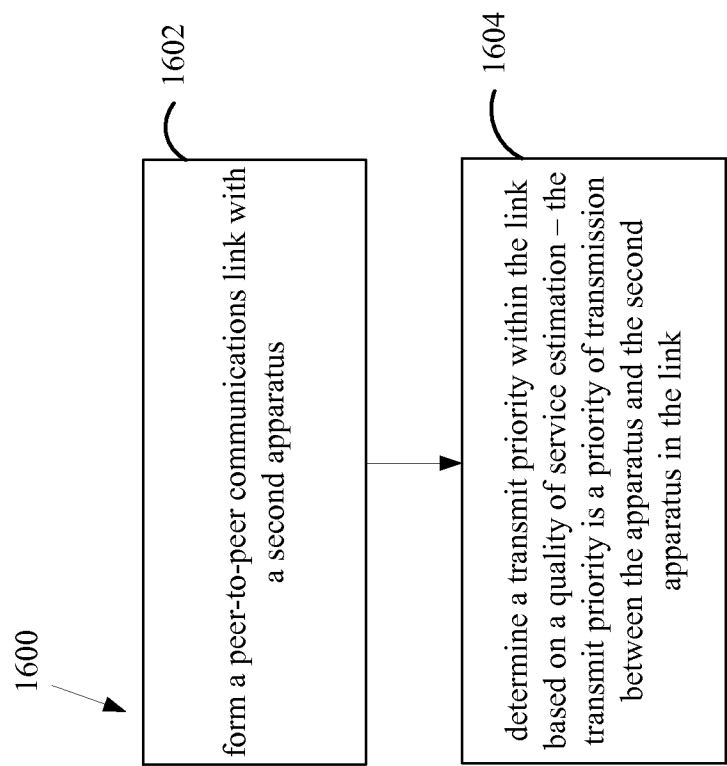 1600
1602
form a peer-to-peer communications link with
a second apparatus
1604
determine a transmit priority within the link
based on a quality of service estimation – the
transmit priority is a priority of transmission
between the apparatus and the second
apparatus in the link